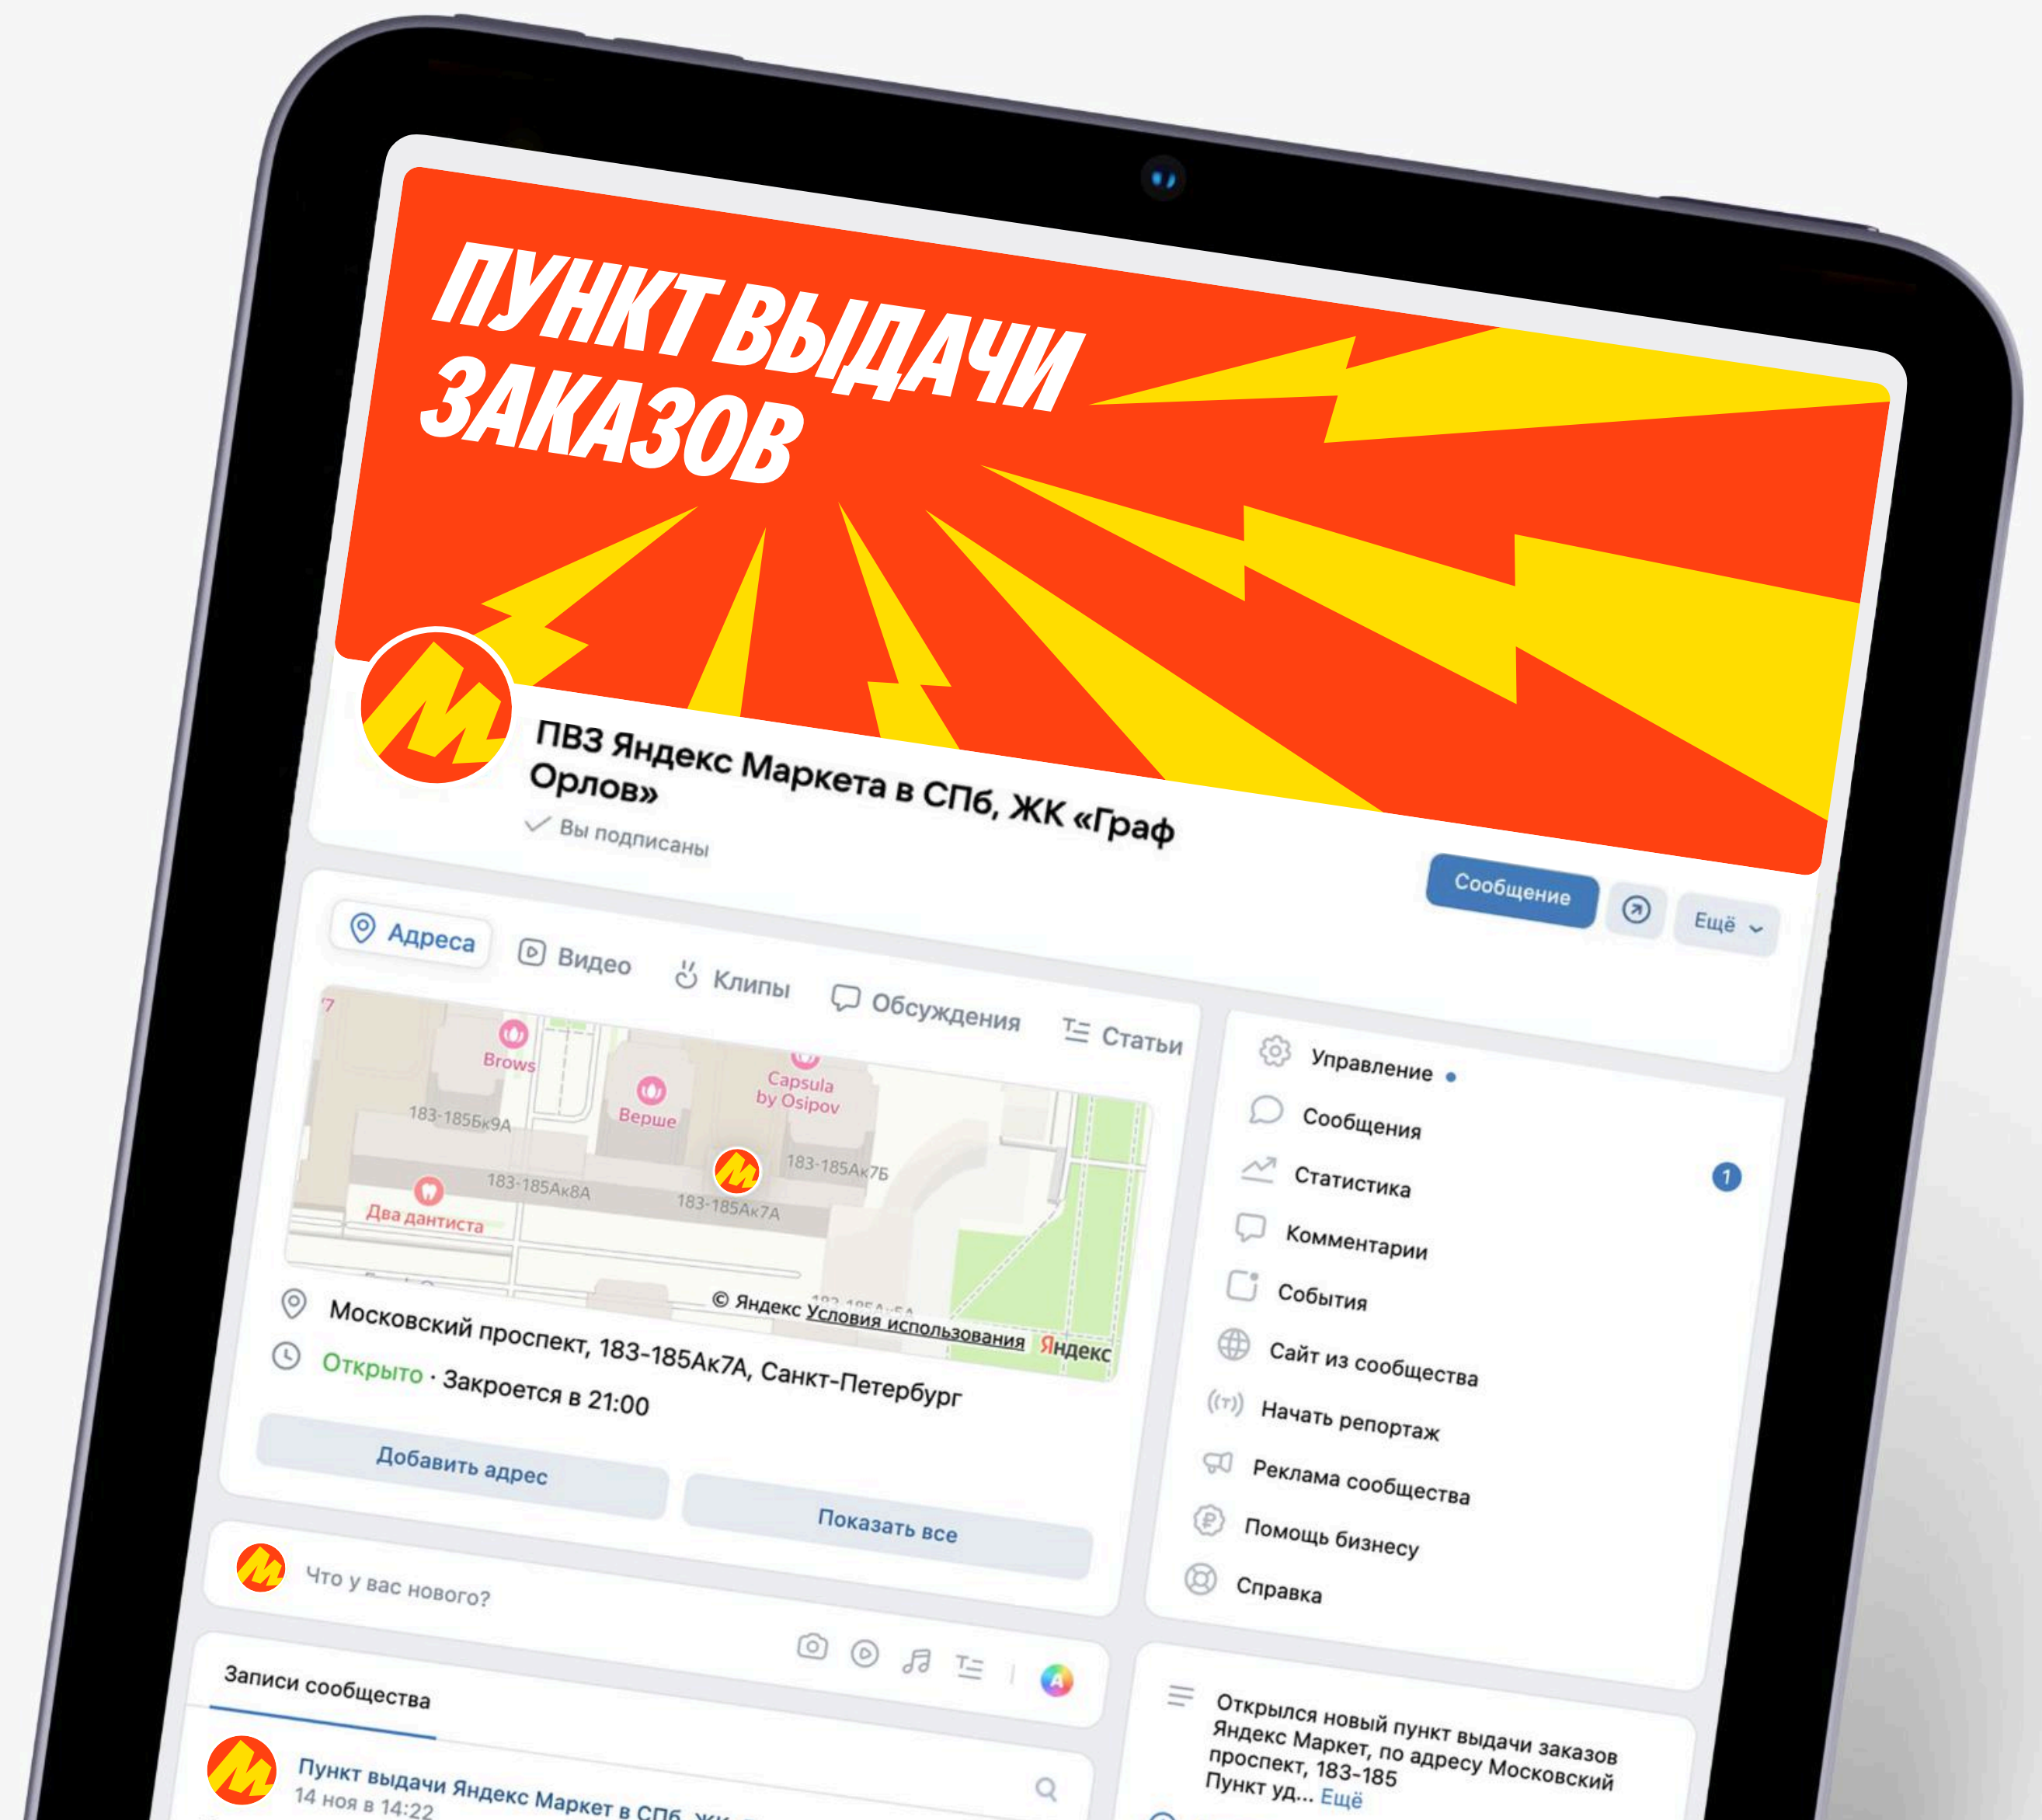 ПУНКТ ВЫДАЧИ
ЗАКАЗОВ
ПВЗ Яндекс Маркета в СПб, ЖК «Граф
Орлов»
Вы подписаны
Сообщение
Ещё
Адреса
Видео
Клипы
Обсуждения
Статьи
Brows
Верше
Capsula
by Osipov
183-185Бк9А
183-185Ак8А
183-185Ак7Б
183-185Ак7А
Два дантиста
© Яндекс Условия использования Яндекс
Московский проспект, 183-185Ак7А, Санкт-Петербург
Открыто · Закроется в 21:00
Добавить адрес
Показать все
Что у вас нового?
Записи сообщества
Пункт выдачи Яндекс Маркет в СПб,
14 ноя в 14:22
Управление
Сообщения
1
Статистика
Комментарии
События
Сайт из сообщества
Начать репортаж
Реклама сообщества
Помощь бизнесу
Справка
Открылся новый пункт выдачи заказов
Яндекс Маркет, по адресу Московский
проспект, 183-185
Пункт уд... Ещё